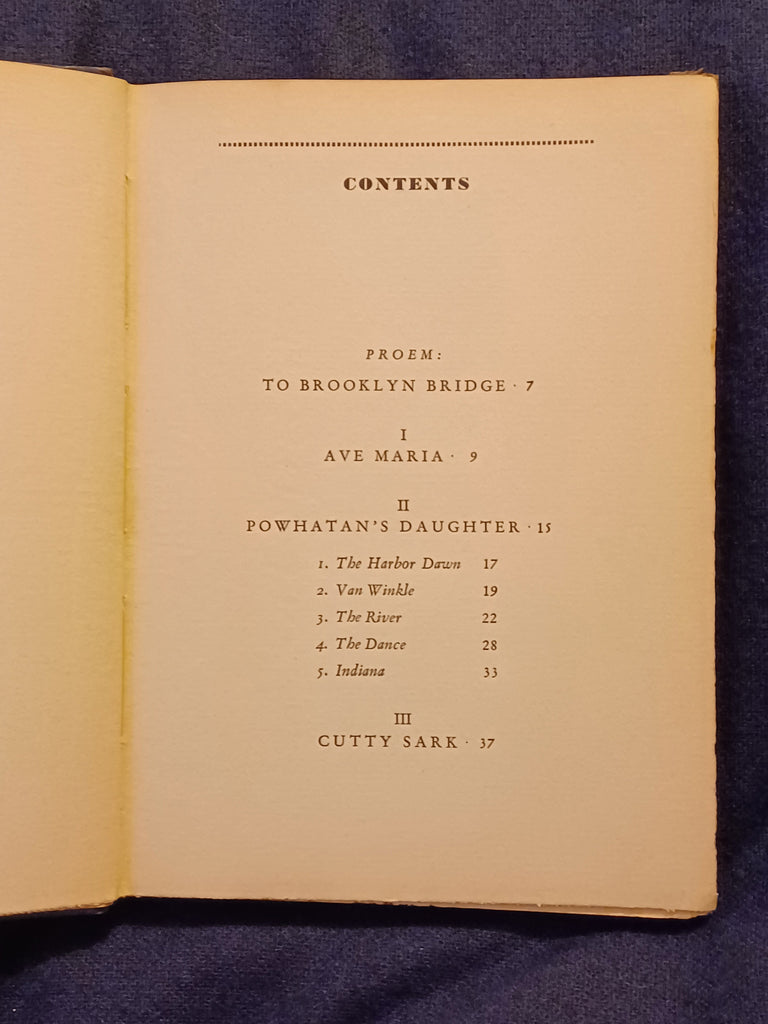 CONTENTS
PROEM:
TO BROOKLYN BRIDGE · 7
I
AVE MARIA · 9
II
POWHATAN'S DAUGHTER · 15
1. The Harbor Dawn 17
2. Van Winkle 19
3. The River 22
4. The Dance 28
5. Indiana 33
III
CUTTY SARK · 37